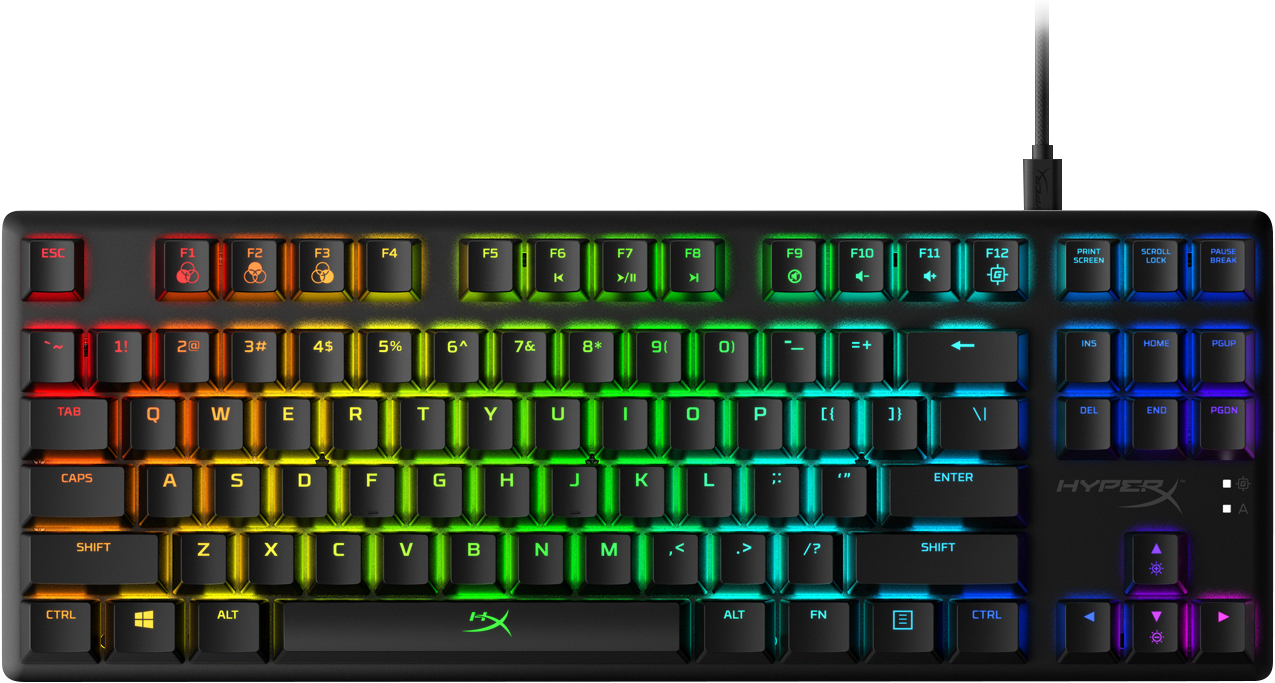 ESC F1 F2 F3 F4 F5 F6 F7 F8 F9 F10 F11 F12 PRINT SCREEN SCROLL LOCK PAUSE BREAK
`~ 1! 2@ 3# 4$ 5% 6^ 7& 8* 9( 0) -_ =+ ← INS HOME PGUP
TAB Q W E R T Y U I O P [{ ]} \| DEL END PGDN
CAPS A S D F G H J K L ;: '" ENTER HYPERX
A
SHIFT Z X C V B N M ,< .> /? SHIFT
CTRL ALT HX ALT FN CTRL